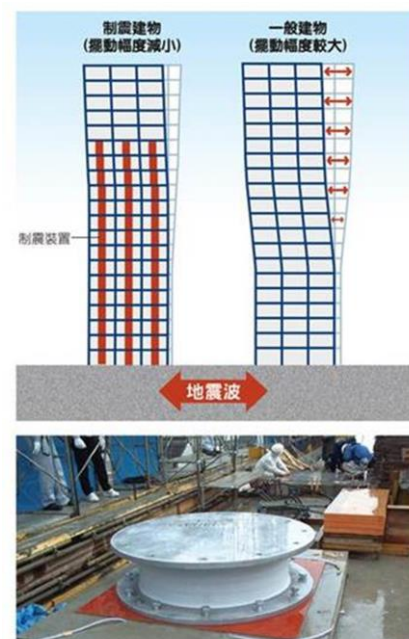 制震建物
(擺動幅度減小)
一般建物
(擺動幅度較大)
制震裝置
地震波